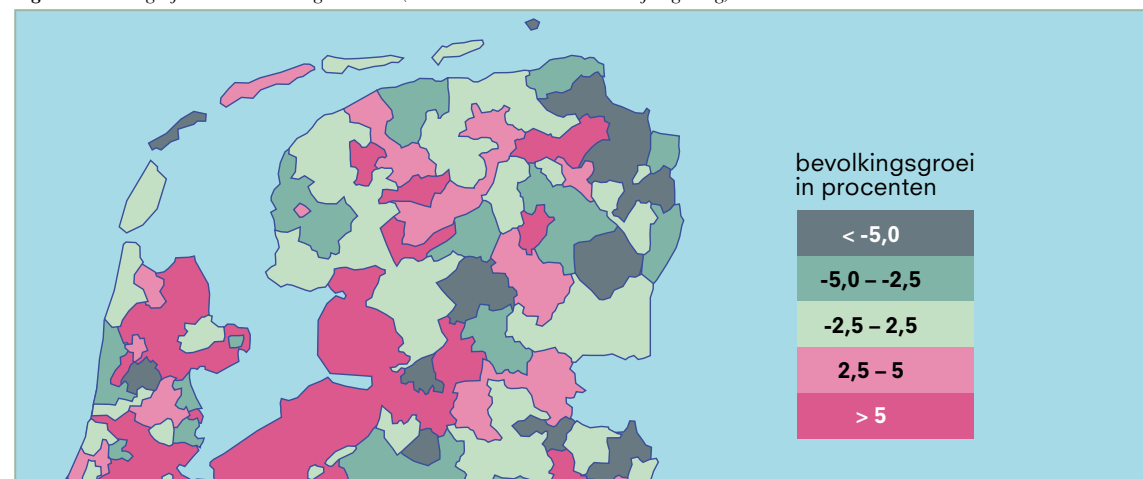 bevolkingsgroei
in procenten
< -5,0
-5,0 – -2,5
-2,5 – 2,5
2,5 – 5
> 5